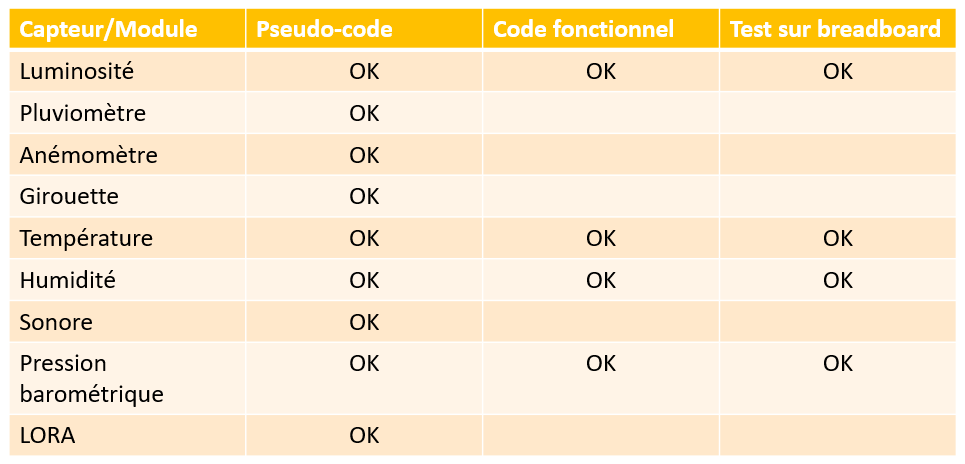 Capteur/Module Pseudo-code Code fonctionnel Test sur breadboard
Luminosité OK OK OK
Pluviomètre OK
Anémomètre OK
Girouette OK
Température OK OK OK
Humidité OK OK OK
Sonore OK
Pression OK OK OK
barométrique
LORA OK